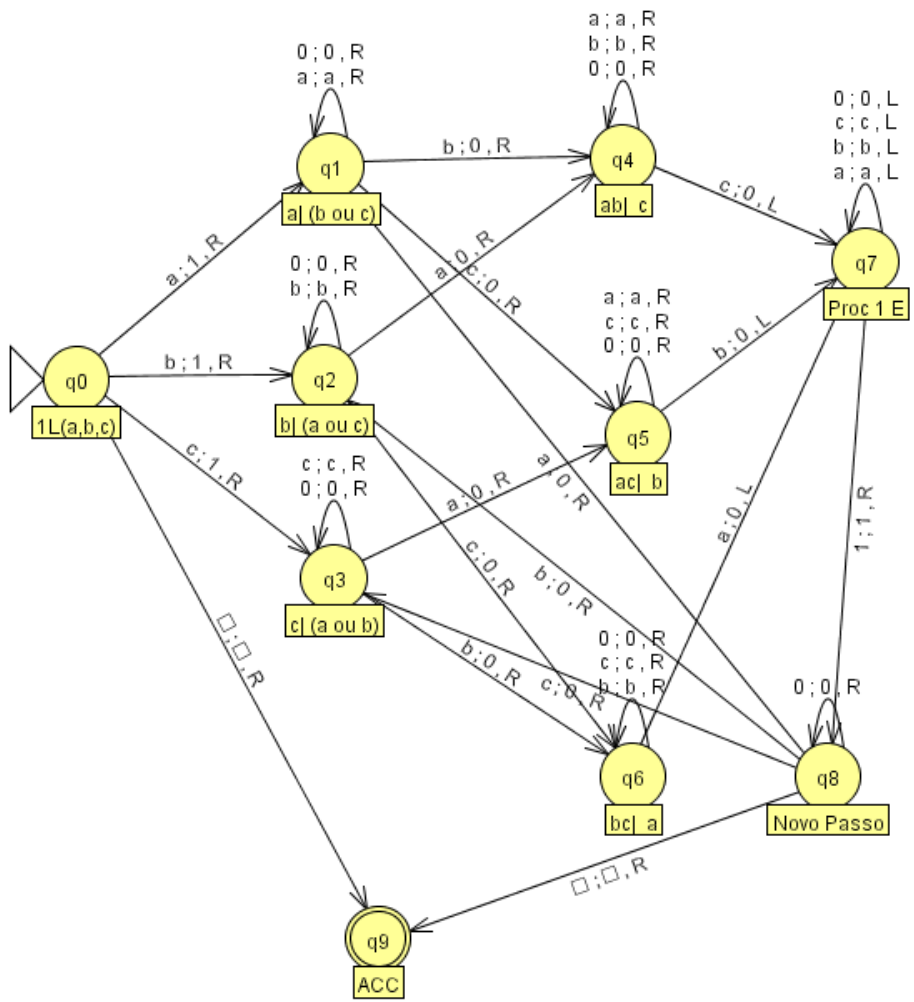 a ; a , R
b ; b , R
0 ; 0 , R
0 ; 0 , R
a ; a , R
0 ; 0 , L
c ; c , L
b ; b , L
a ; a , L
q1
a| (b ou c)
b ; 0 , R
q4
ab| c
c ; 0 , L
q7
Proc 1 E
a ; 1 , R
0 ; 0 , R
b ; b , R
a ; 0 , R
c ; 0 , R
a ; a , R
c ; c , R
0 ; 0 , R
b ; 0 , L
q0
1L(a,b,c)
b ; 1 , R
q2
b| (a ou c)
q5
ac| b
c ; 1 , R
c ; c , R
0 ; 0 , R
a ; 0 , R
a ; 0 , R
a ; 0 , L
1 ; 1 , R
q3
c| (a ou b)
c ; 0 , R
b ; 0 , R
□ ; □ , R
b ; 0 , R
c ; 0 , R
0 ; 0 , R
c ; c , R
b ; b , R
0 ; 0 , R
q6
bc| a
q8
Novo Passo
□ ; □ , R
q9
ACC